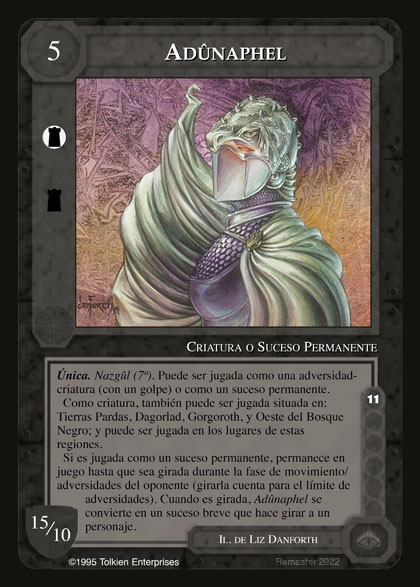 5
ADÛNAPHEL
DANFORTH
CRIATURA O SUCESO PERMANENTE
Única. Nazgûl (7ª). Puede ser jugada como una adversidad-
criatura (con un golpe) o como un suceso permanente.
Como criatura, también puede ser jugada situada en:
Tierras Pardas, Dagorlad, Gorgoroth, y Oeste del Bosque
Negro; y puede ser jugada en los lugares de estas
regiones.
Si es jugada como un suceso permanente, permanece en
juego hasta que sea girada durante la fase de movimiento/
adversidades del oponente (girarla cuenta para el límite de
adversidades). Cuando es girada, Adûnaphel se
convierte en un suceso breve que hace girar a un
personaje.
11
15/10
IL. DE LIZ DANFORTH
©1995 Tolkien Enterprises
Remaster 2022